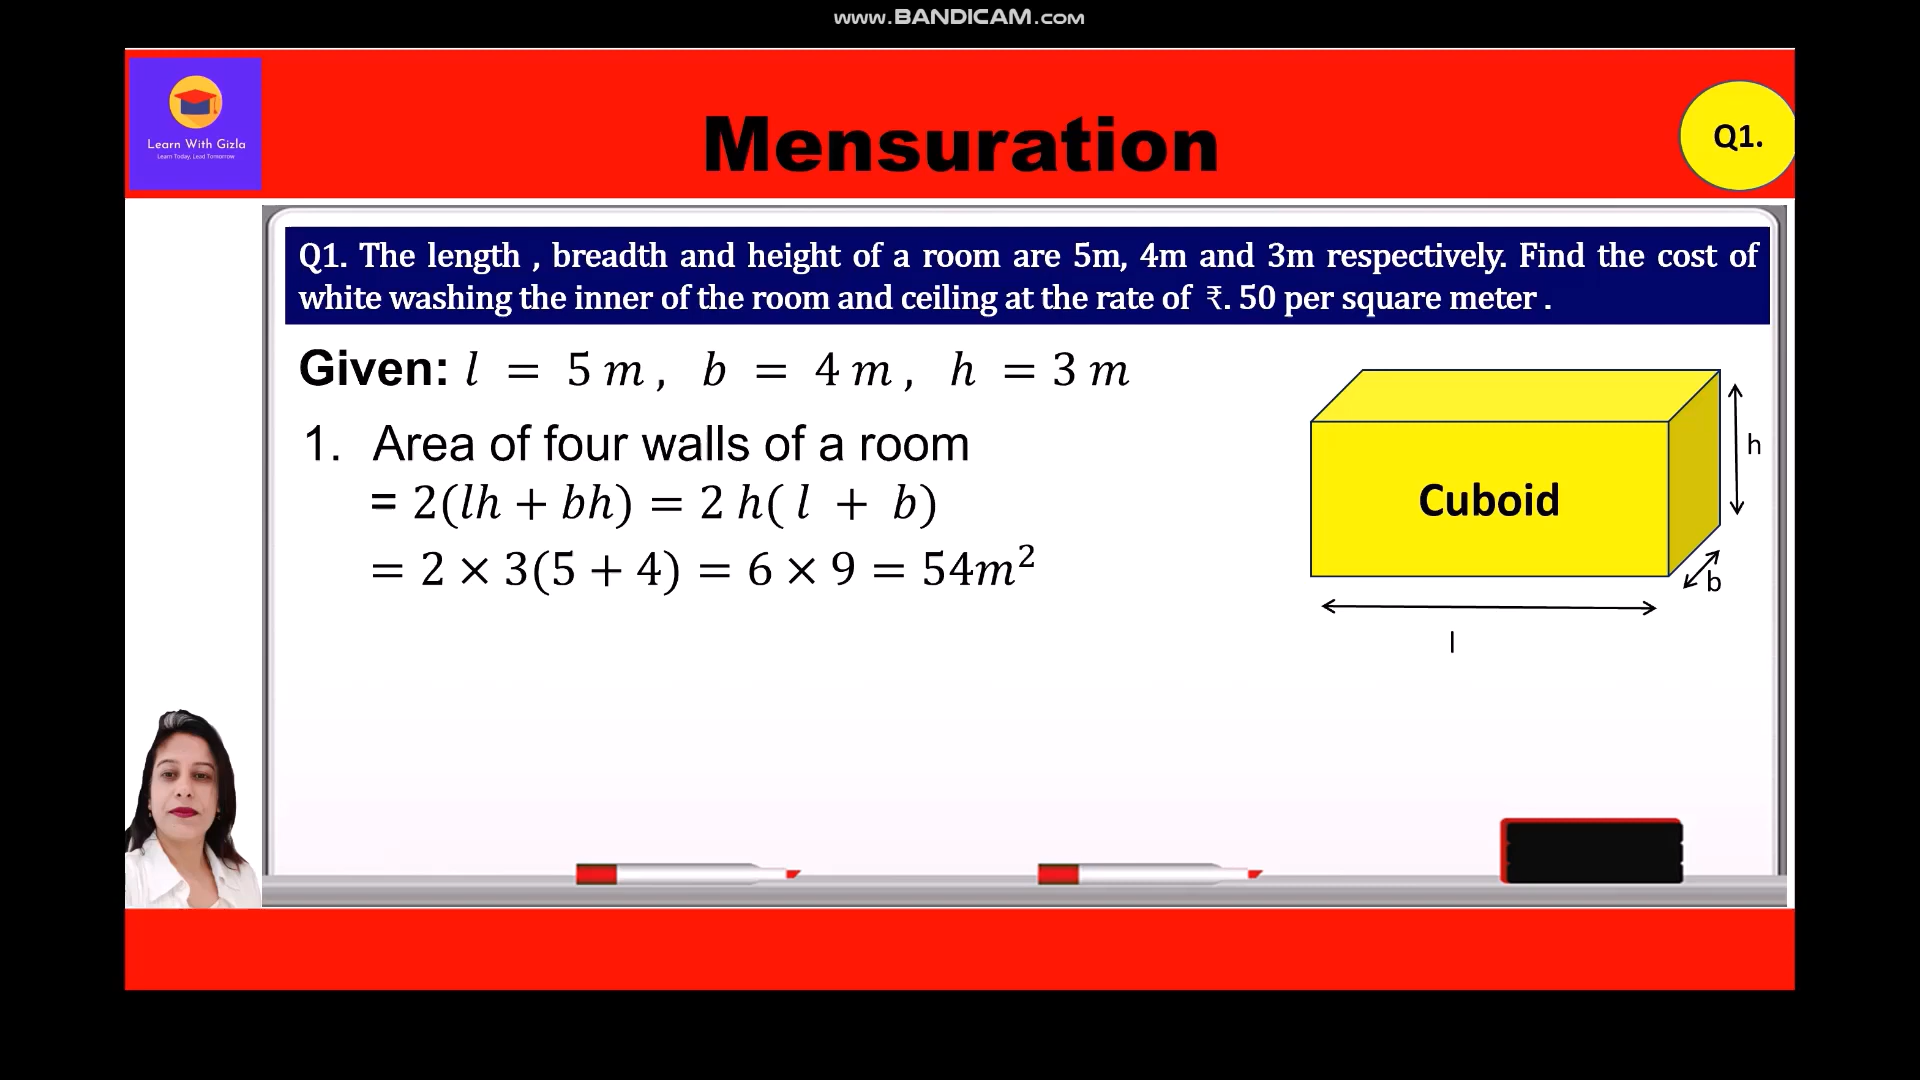 www.BANDICAM.com
Learn With Gizla
Learn Today, Lead Tomorrow
Mensuration
Q1.
Q1. The length , breadth and height of a room are 5m, 4m and 3m respectively. Find the cost of
white washing the inner of the room and ceiling at the rate of ₹. 50 per square meter .
Given: l = 5 m , b = 4 m , h = 3 m
1. Area of four walls of a room
= 2(lh + bh) = 2 h( l + b)
= 2 × 3(5 + 4) = 6 × 9 = 54m²
Cuboid
h
b
l